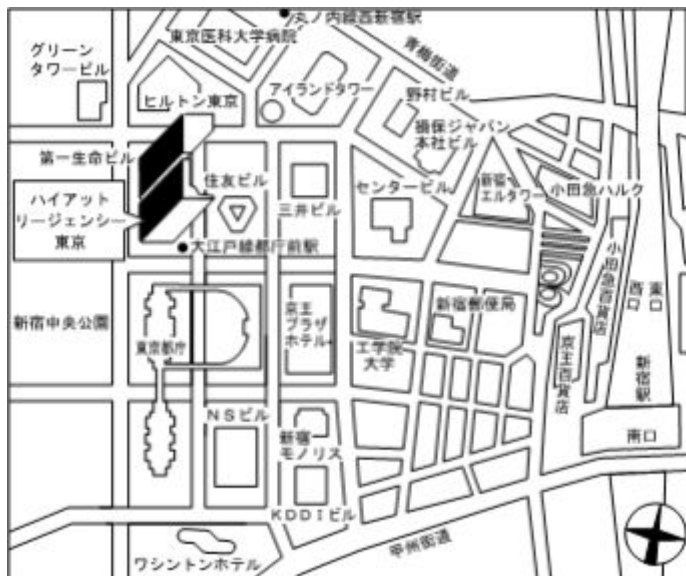 丸ノ内線西新宿駅
東京医科大学病院
グリーン
タワービル
青梅街道
アイランドタワー
ヒルトン東京
野村ビル
損保ジャパン
本社ビル
第一生命ビル
住友ビル
三井ビル
センタービル
新宿
エルタワー
小田急ハルク
ハイアット
リージェンシー
東京
大江戸線都庁前駅
小田急百貨店
西口
東口
新宿中央公園
東京都庁
京王
プラザ
ホテル
工学院
大学
新宿郵便局
京王百貨店
新宿駅
NSビル
新宿
モノリス
南口
KDDIビル
甲州街道
ワシントンホテル